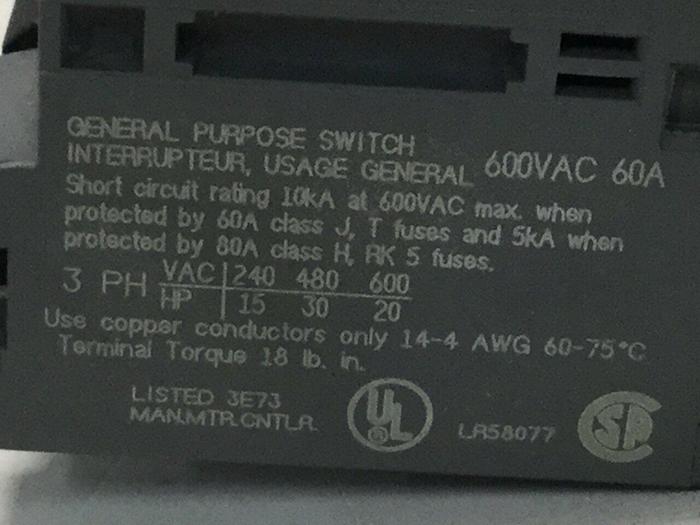 GENERAL PURPOSE SWITCH
INTERRUPTEUR, USAGE GENERAL 600VAC 60A
Short circuit rating 10kA at 600VAC max. when
protected by 60A class J, T fuses and 5kA when
protected by 80A class H, RK 5 fuses.
3 PH VAC 240 480 600
HP 15 30 20
Use copper conductors only 14-4 AWG 60-75°C
Terminal Torque 18 lb. in.
LISTED 3E73
MAN.MTR.CNTLR.
UL
LR58077
CSA